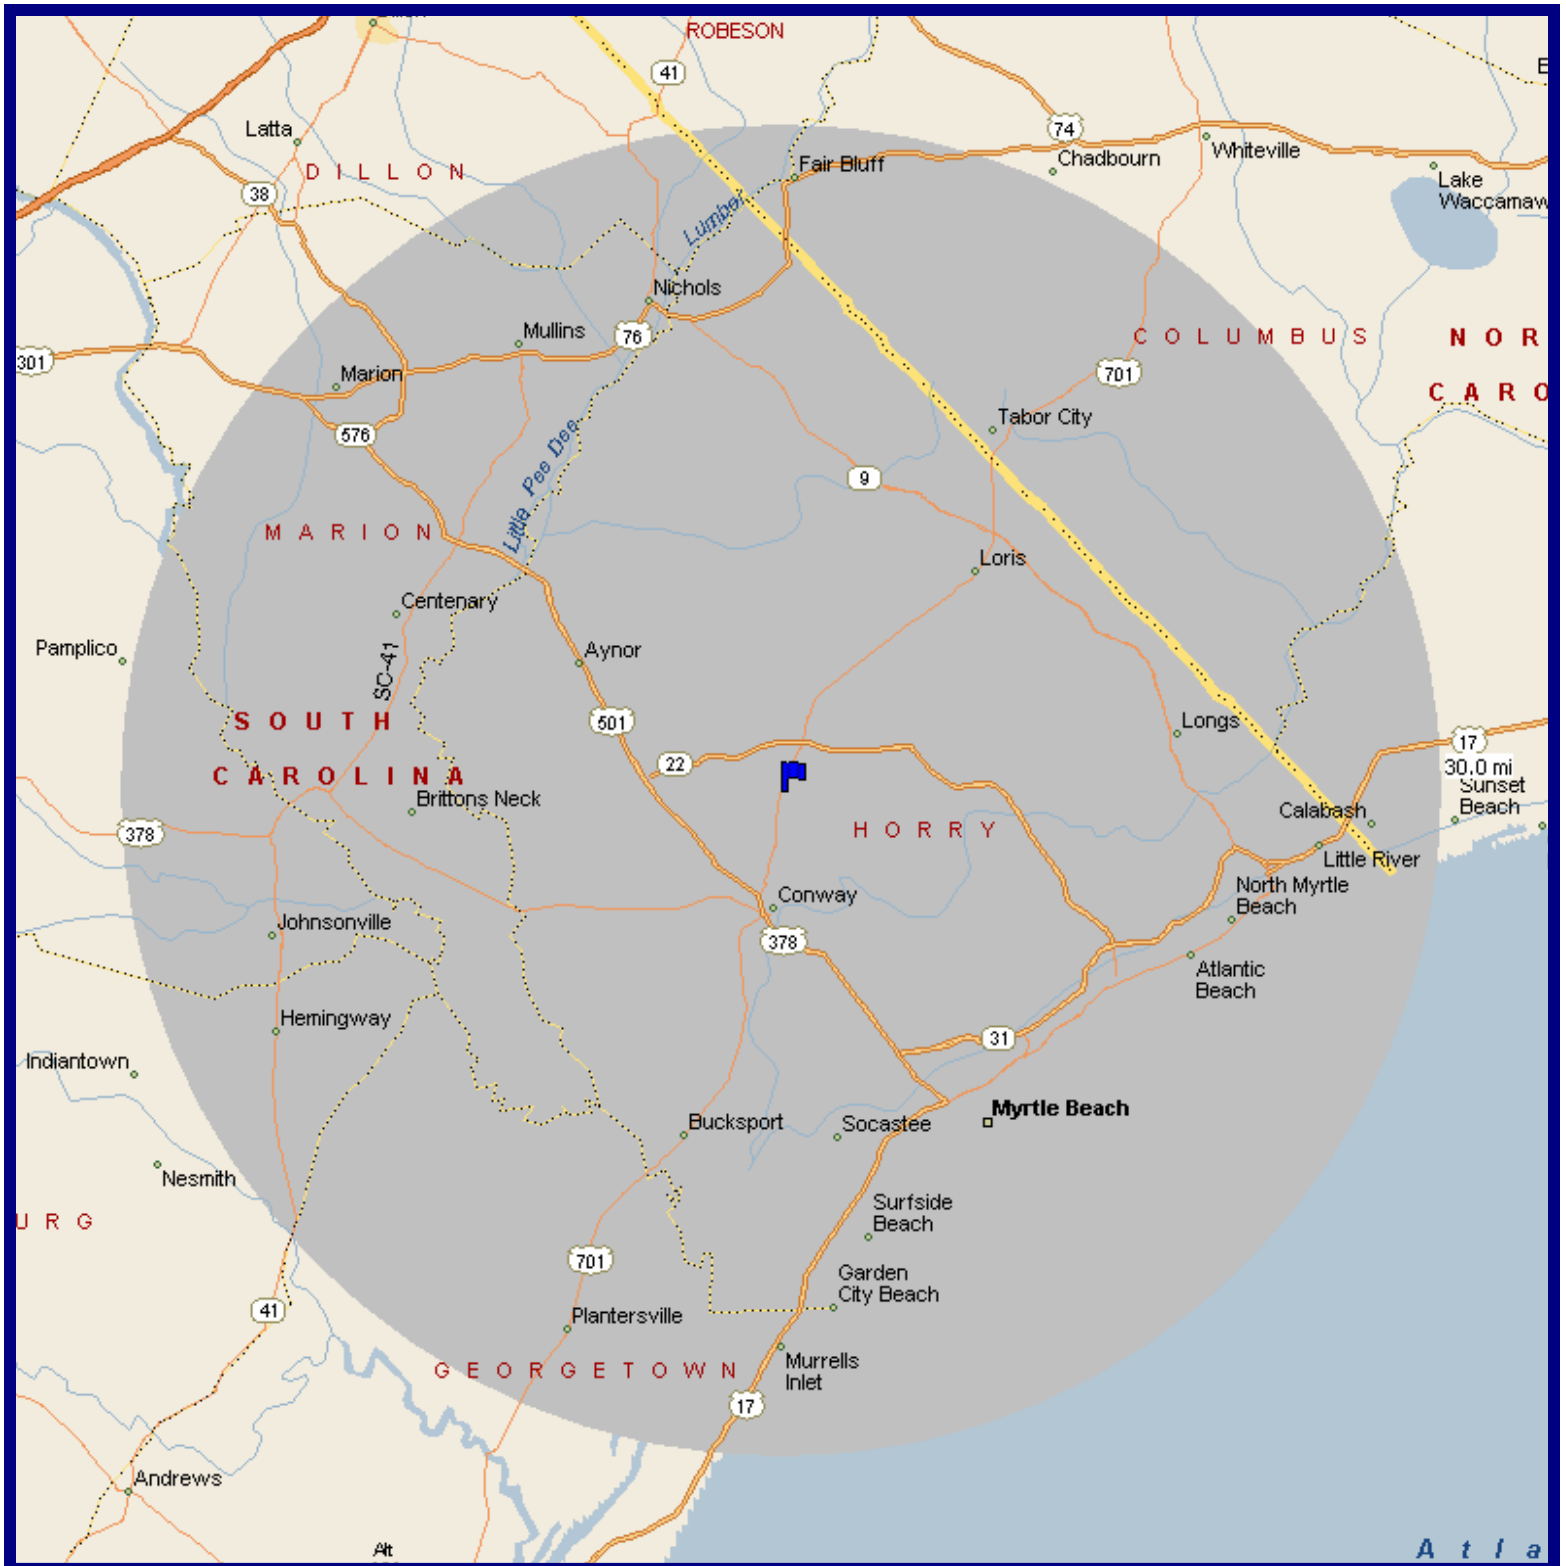 ROBESON
41
74
Latta
Fair Bluff
Chadbourn
Whiteville
DILLON
38
Lake
Waccamaw
Lumber
Nichols
76
Mullins
COLUMBUS
NOR
301
Marion
701
CARO
576
Tabor City
Little Pee Dee
9
MARION
Loris
Centenary
Pamplico
SC-41
Aynor
SOUTH
501
Longs
17
22
30.0 mi
CAROLINA
Brittons Neck
Sunset
Beach
378
HORRY
Calabash
Little River
Conway
North Myrtle
Beach
Johnsonville
378
Atlantic
Beach
Hemingway
31
Indiantown
Myrtle Beach
Bucksport
Socastee
Nesmith
Surfside
Beach
URG
701
Garden
City Beach
41
Plantersville
GEORGETOWN
Murrells
Inlet
17
Andrews
Alt
Atla